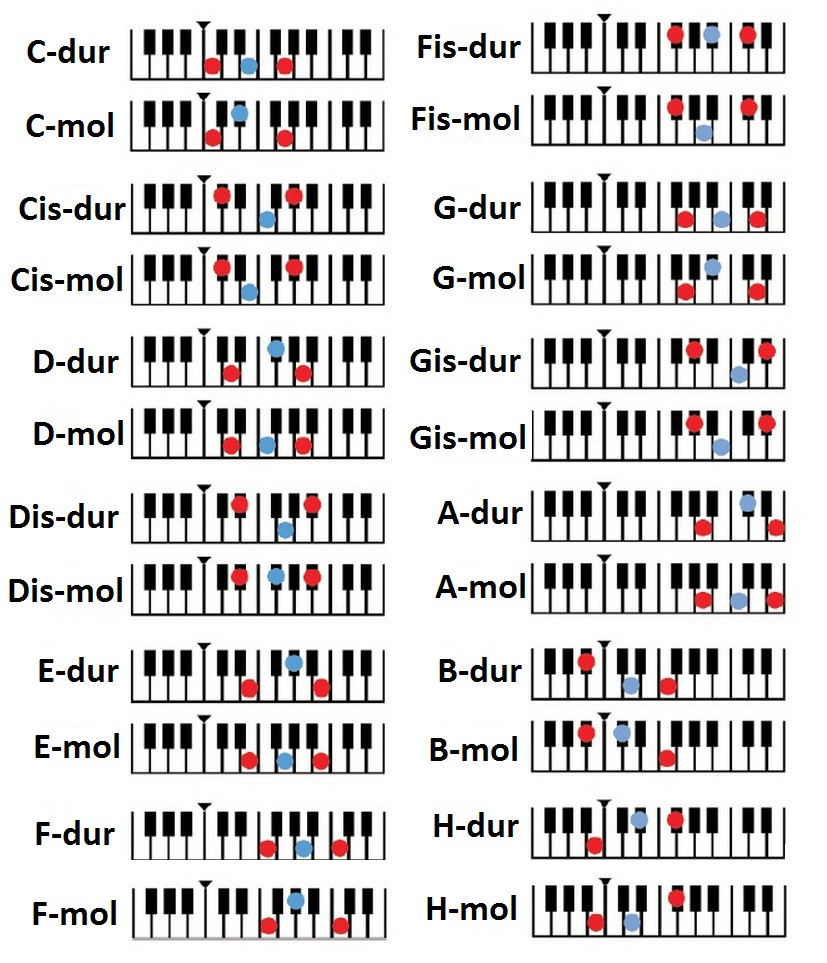 C-dur
C-mol
Cis-dur
Cis-mol
D-dur
D-mol
Dis-dur
Dis-mol
E-dur
E-mol
F-dur
F-mol
Fis-dur
Fis-mol
G-dur
G-mol
Gis-dur
Gis-mol
A-dur
A-mol
B-dur
B-mol
H-dur
H-mol